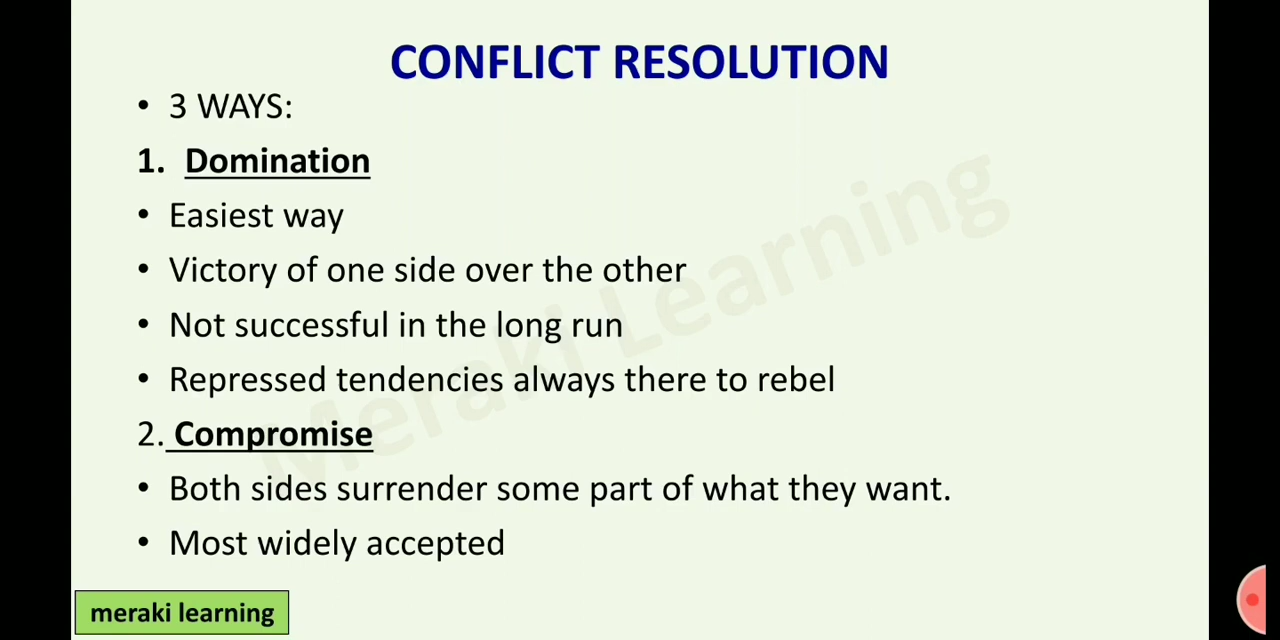 CONFLICT RESOLUTION
• 3 WAYS:
1. Domination
• Easiest way
• Victory of one side over the other
• Not successful in the long run
• Repressed tendencies always there to rebel
2. Compromise
• Both sides surrender some part of what they want.
• Most widely accepted
meraki learning
Meraki Learning